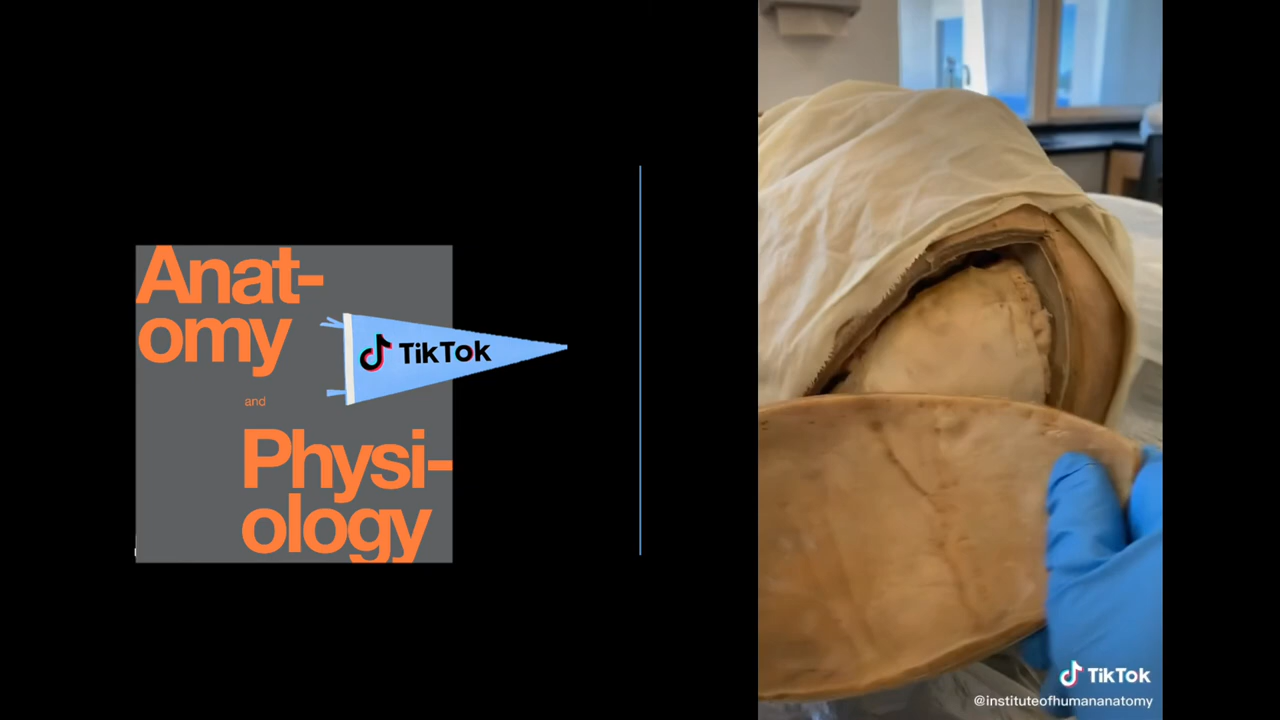 Anat-
omy
and
Physi-
ology
TikTok
TikTok
@instituteofhumananatomy